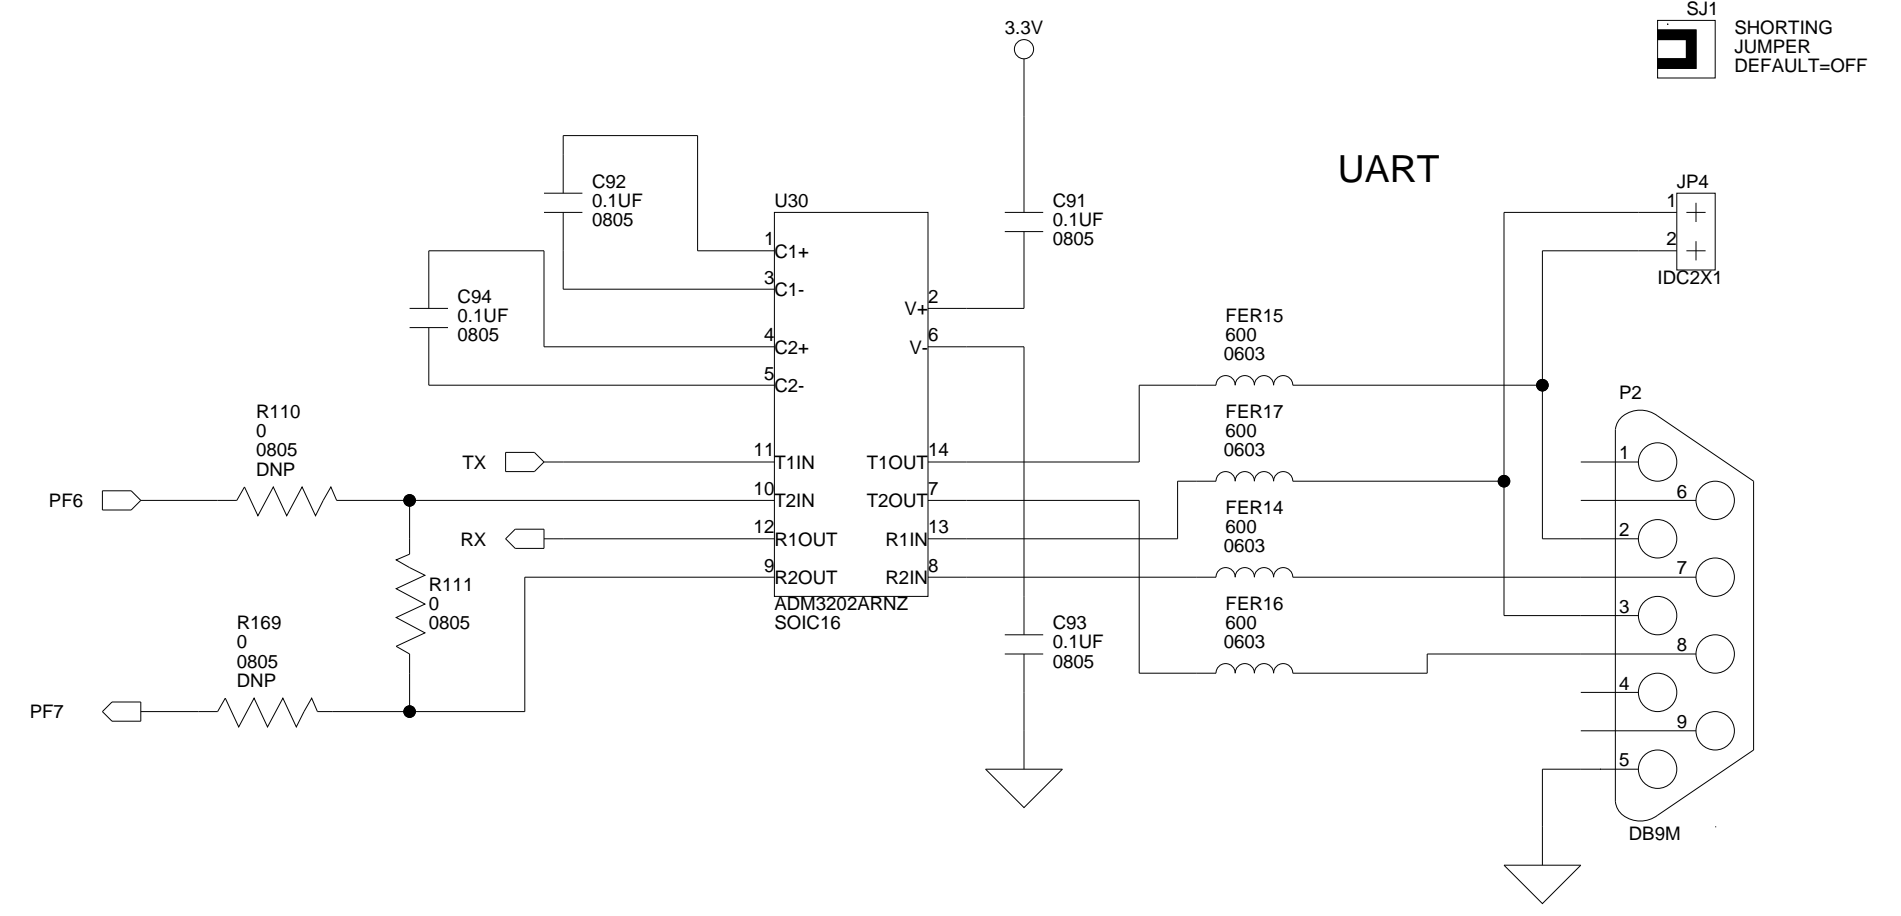 SJ1
SHORTING
JUMPER
DEFAULT=OFF
3.3V
UART
C92
0.1UF
0805
C94
0.1UF
0805
U30
1
C1+
3
C1-
4
C2+
5
C2-
11
T1IN
10
T2IN
12
R1OUT
9
R2OUT
2
V+
6
V-
14
T1OUT
7
T2OUT
13
R1IN
8
R2IN
ADM3202ARNZ
SOIC16
C91
0.1UF
0805
C93
0.1UF
0805
R110
0
0805
DNP
TX
PF6
RX
R111
0
0805
R169
0
0805
DNP
PF7
FER15
600
0603
FER17
600
0603
FER14
600
0603
FER16
600
0603
JP4
1
2
IDC2X1
P2
1
6
2
7
3
8
4
9
5
DB9M